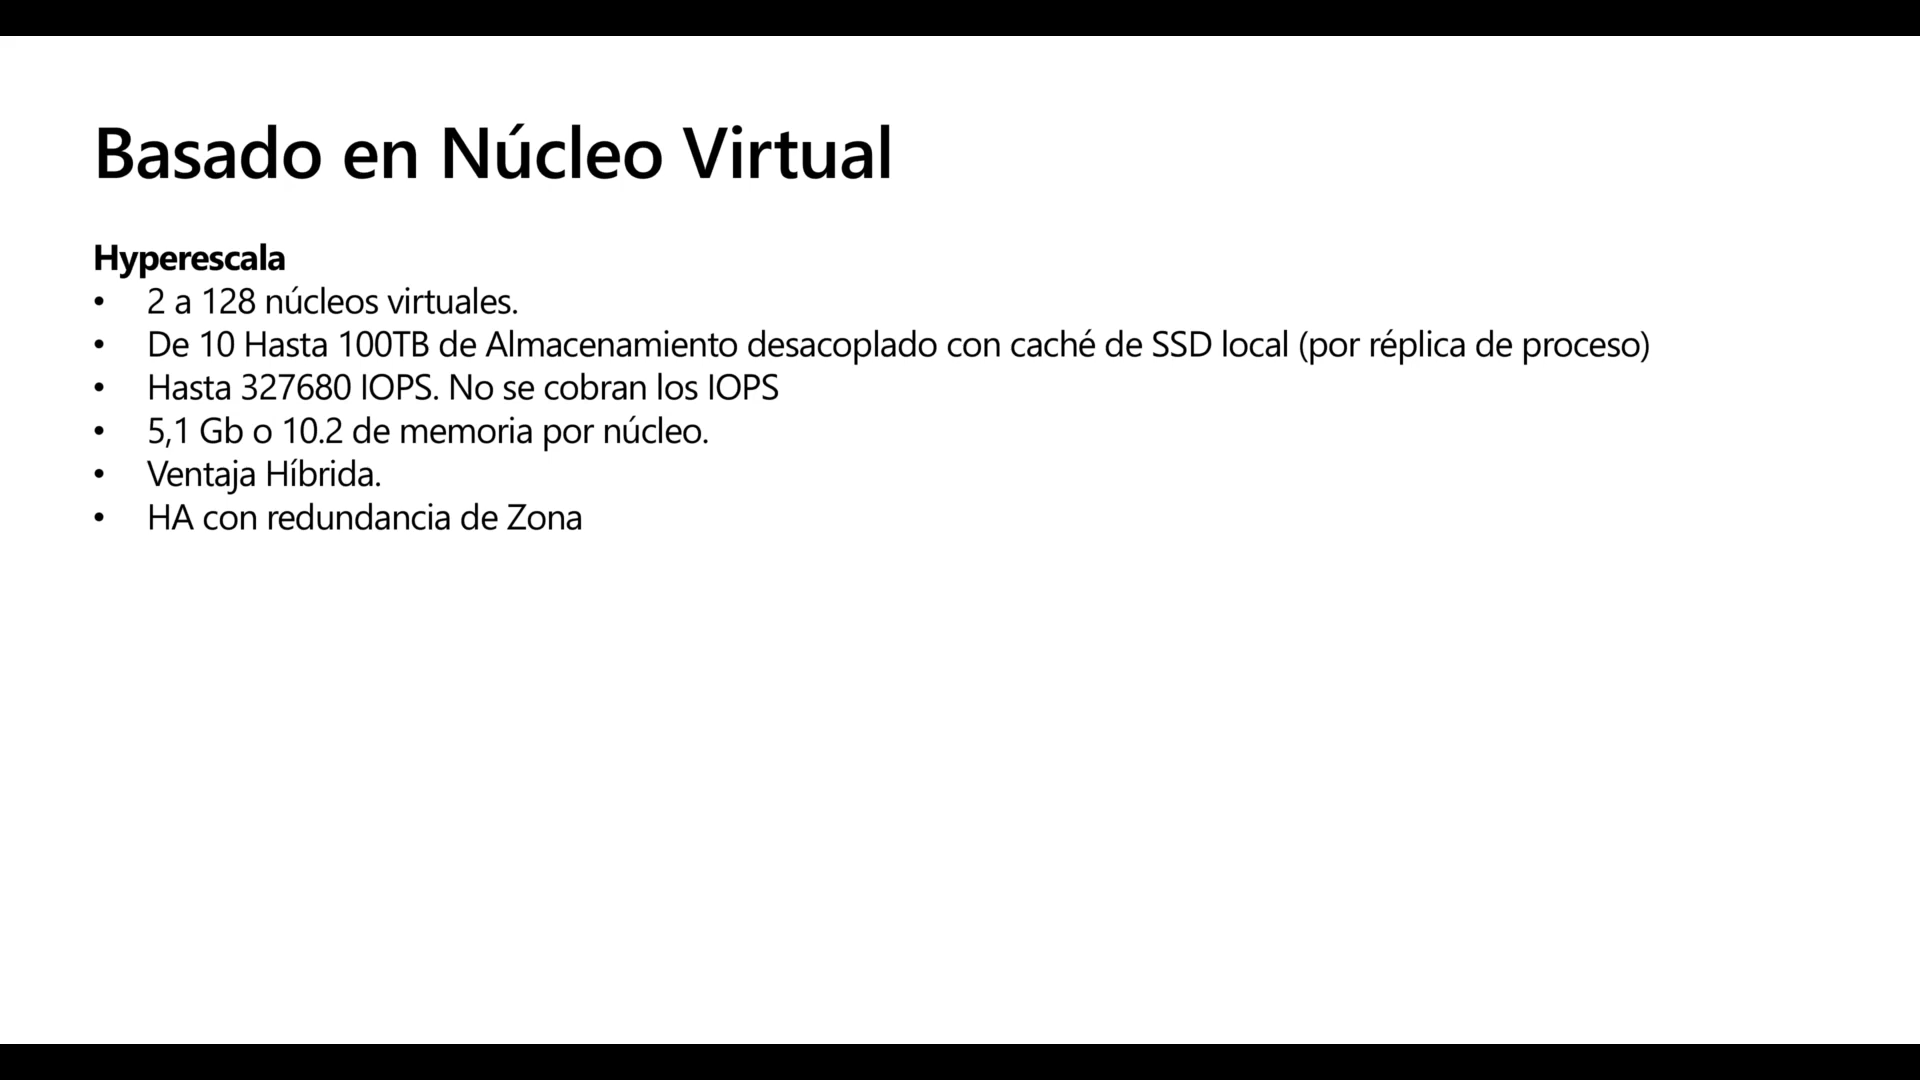 Basado en Núcleo Virtual
Hyperescala
• 2 a 128 núcleos virtuales.
• De 10 Hasta 100TB de Almacenamiento desacoplado con caché de SSD local (por réplica de proceso)
• Hasta 327680 IOPS. No se cobran los IOPS
• 5,1 Gb o 10.2 de memoria por núcleo.
• Ventaja Híbrida.
• HA con redundancia de Zona